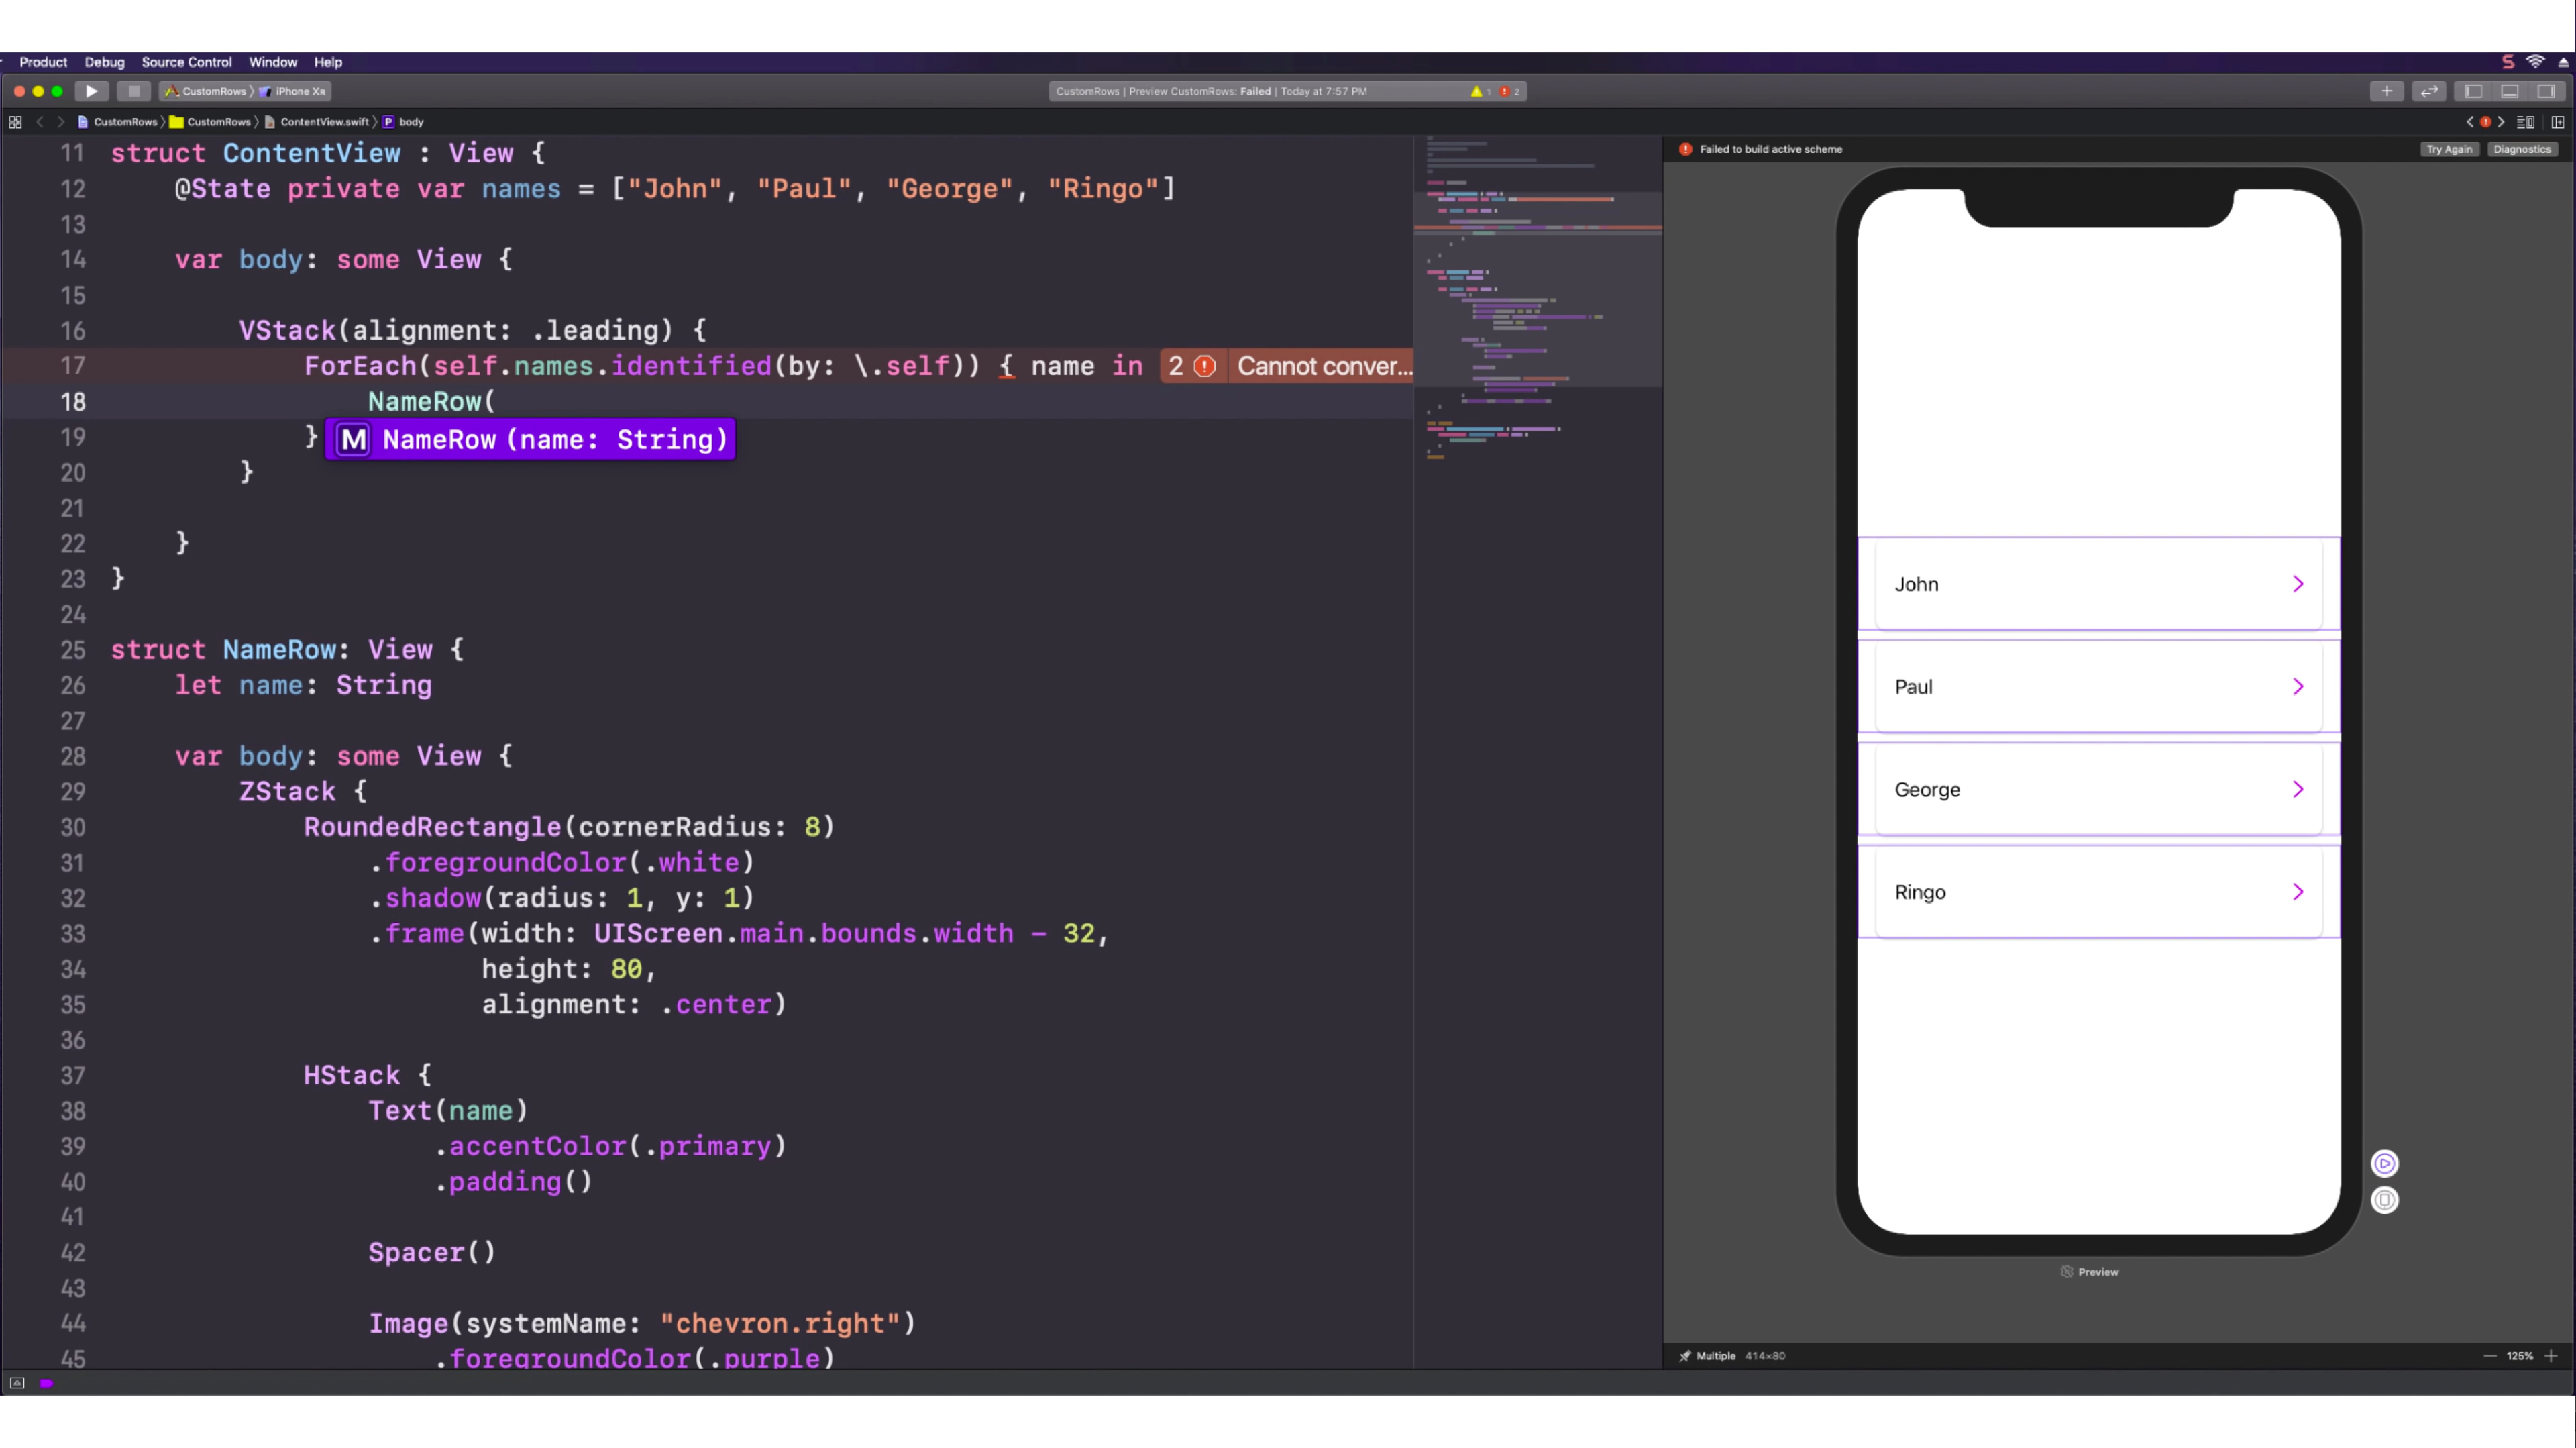 Product Debug Source Control Window Help
CustomRows iPhone XR
CustomRows | Preview CustomRows: Failed | Today at 7:57 PM 1 2
CustomRows CustomRows ContentView.swift P body
11 struct ContentView : View {
12 @State private var names = ["John", "Paul", "George", "Ringo"]
13
14 var body: some View {
15
16 VStack(alignment: .leading) {
17 ForEach(self.names.identified(by: \.self)) { name in 2 Cannot conver...
18 NameRow(
19 } M NameRow (name: String)
20 }
21
22 }
23 }
24
25 struct NameRow: View {
26 let name: String
27
28 var body: some View {
29 ZStack {
30 RoundedRectangle(cornerRadius: 8)
31 .foregroundColor(.white)
32 .shadow(radius: 1, y: 1)
33 .frame(width: UIScreen.main.bounds.width - 32,
34 height: 80,
35 alignment: .center)
36
37 HStack {
38 Text(name)
39 .accentColor(.primary)
40 .padding()
41
42 Spacer()
43
44 Image(systemName: "chevron.right")
45 .foregroundColor(.purple)
Failed to build active scheme Try Again Diagnostics
John
Paul
George
Ringo
Preview
Multiple 414×80 125%